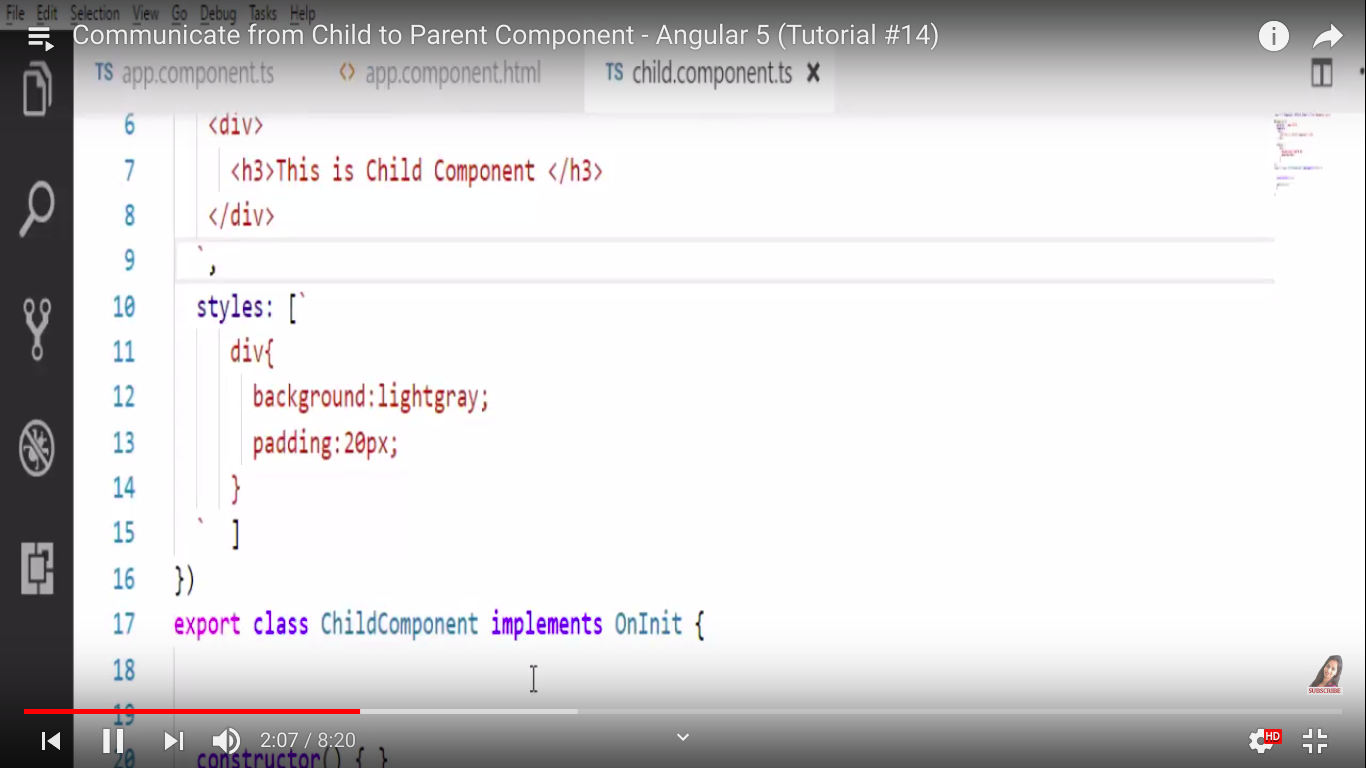 File Edit Selection View Go Debug Tasks Help
Communicate from Child to Parent Component - Angular 5 (Tutorial #14)
TS app.component.ts <> app.component.html TS child.component.ts ×
6 <div>
7 <h3>This is Child Component </h3>
8 </div>
9 `,
10 styles: [`
11 div{
12 background:lightgray;
13 padding:20px;
14 }
15 ` ]
16 })
17 export class ChildComponent implements OnInit {
18
19
20 constructor() { }
SUBSCRIBE
2:07 / 8:20 HD